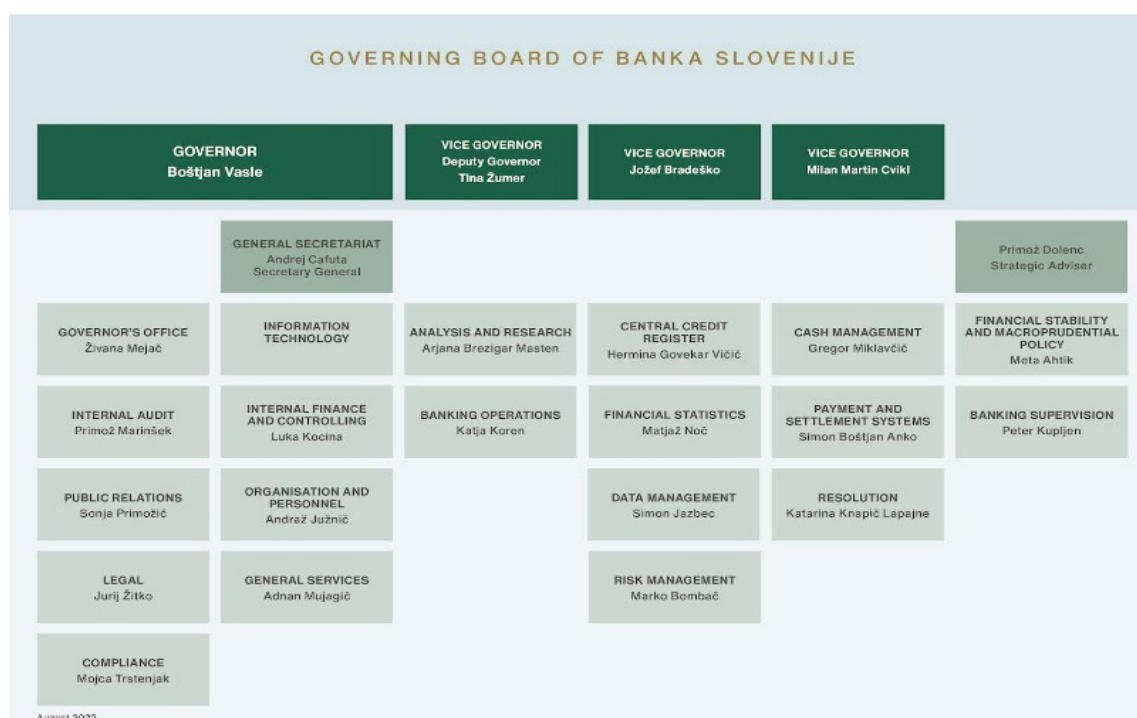 GOVERNING BOARD OF BANKA SLOVENIJE
GOVERNOR
Boštjan Vasle
VICE GOVERNOR
Deputy Governor
Tina Žumer
VICE GOVERNOR
Jožef Bradeško
VICE GOVERNOR
Milan Martin Cvikl
GENERAL SECRETARIAT
Andrej Cafuta
Secretary General
Primož Dolenc
Strategic Adviser
GOVERNOR'S OFFICE
Živana Mejač
INFORMATION
TECHNOLOGY
ANALYSIS AND RESEARCH
Arjana Brezigar Masten
CENTRAL CREDIT
REGISTER
Hermina Govekar Vičič
CASH MANAGEMENT
Gregor Miklavčič
FINANCIAL STABILITY
AND MACROPRUDENTIAL
POLICY
Meta Ahtik
INTERNAL AUDIT
Primož Marinšek
INTERNAL FINANCE
AND CONTROLLING
Luka Kocina
BANKING OPERATIONS
Katja Koren
FINANCIAL STATISTICS
Matjaž Noč
PAYMENT AND
SETTLEMENT SYSTEMS
Simon Boštjan Anko
BANKING SUPERVISION
Peter Kupljen
PUBLIC RELATIONS
Sonja Primožič
ORGANISATION AND
PERSONNEL
Andraž Južnič
DATA MANAGEMENT
Simon Jazbec
RESOLUTION
Katarina Knapič Lapajne
LEGAL
Jurij Žitko
GENERAL SERVICES
Adnan Mujagič
RISK MANAGEMENT
Marko Bombač
COMPLIANCE
Mojca Trstenjak
August